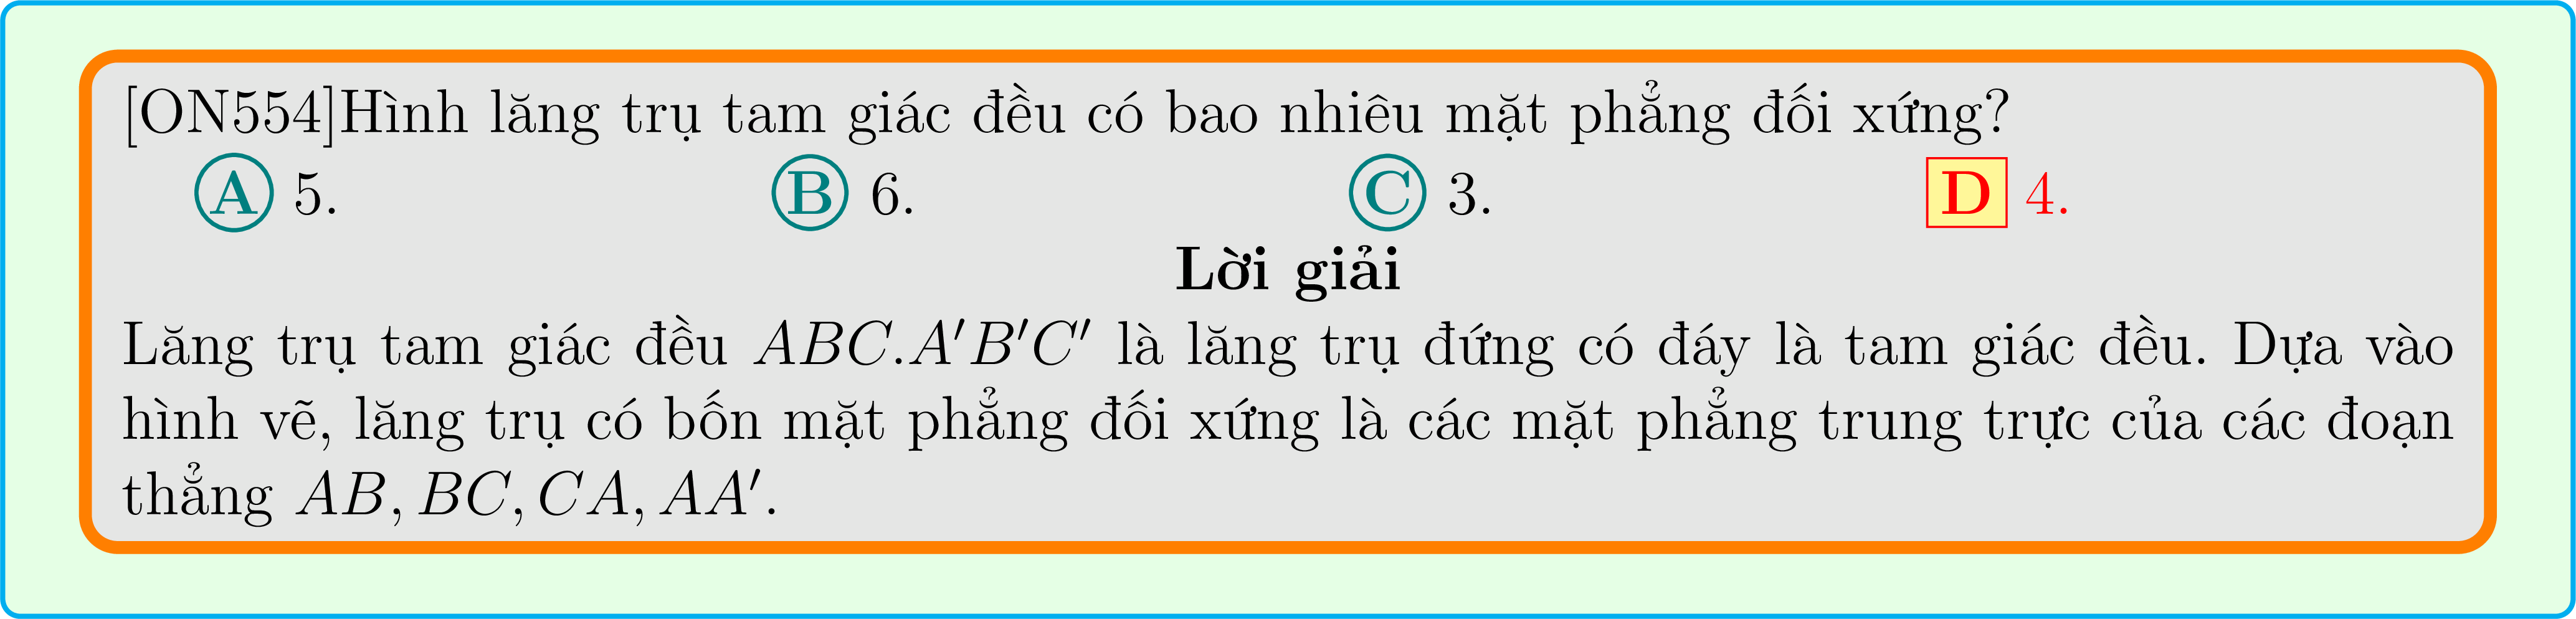 [ON554]Hình lăng trụ tam giác đều có bao nhiêu mặt phẳng đối xứng?
A 5. B 6. C 3. D 4.
Lời giải
Lăng trụ tam giác đều ABC.A′B′C′ là lăng trụ đứng có đáy là tam giác đều. Dựa vào
hình vẽ, lăng trụ có bốn mặt phẳng đối xứng là các mặt phẳng trung trực của các đoạn
thẳng AB, BC, CA, AA′.